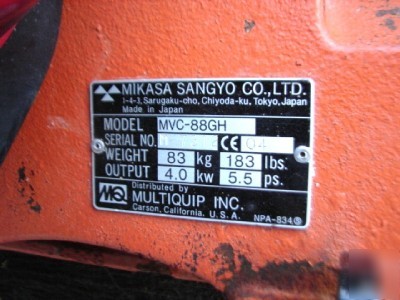 MIKASA SANGYO CO., LTD.
1-4-3, Sarugaku-cho, Chiyoda-ku, Tokyo, Japan
Made in Japan
MODEL MVC-88GH
SERIAL NO. CE 04
WEIGHT 83 kg 183 lbs.
OUTPUT 4.0 kw 5.5 ps.
MQ Distributed by
MULTIQUIP INC.
Carson, California. U. S. A.
NPA-834